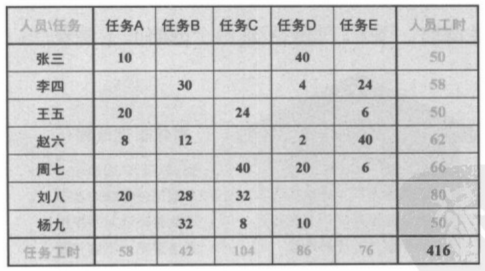 人员\任务 任务A 任务B 任务C 任务D 任务E 人员工时
张三 10 40 50
李四 30 4 24 58
王五 20 24 6 50
赵六 8 12 2 40 62
周七 40 20 6 66
刘八 20 28 32 80
杨九 32 8 10 50
任务工时 58 42 104 86 76 416